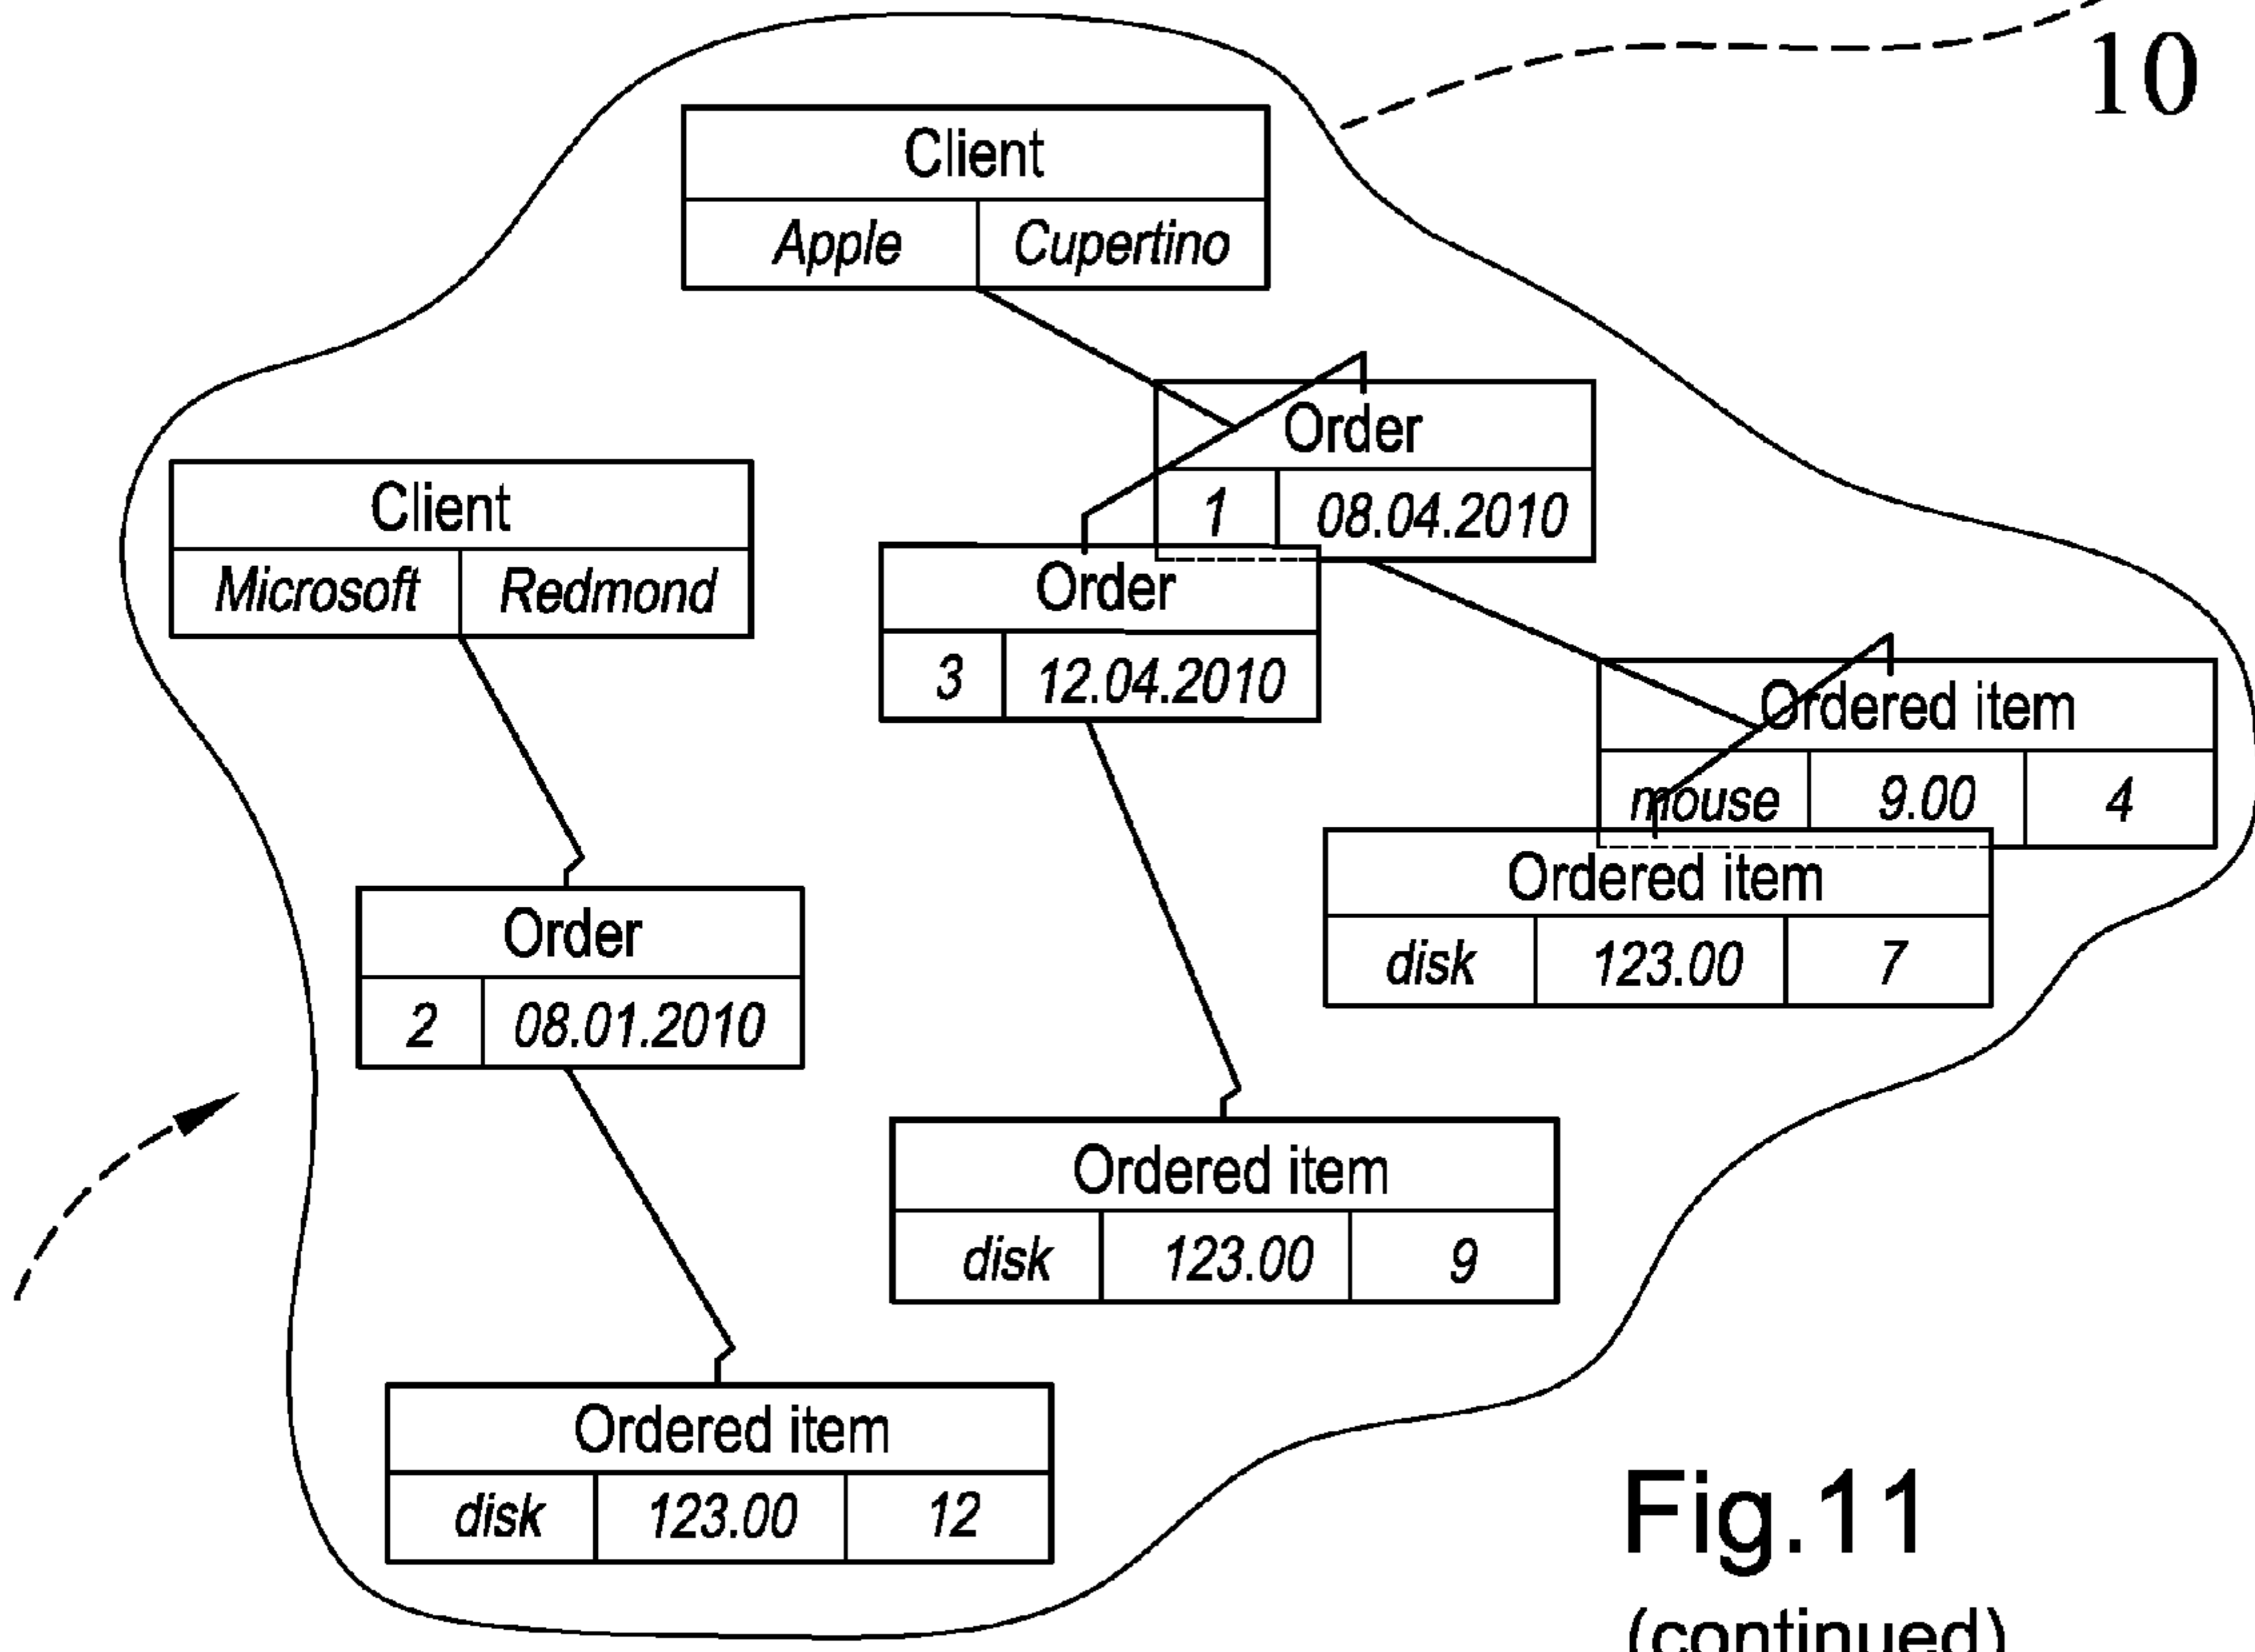 10
Client
Apple Cupertino
Order
1 08.04.2010
Client
Microsoft Redmond
Order
3 12.04.2010
Ordered item
mouse 9.00 4
Ordered item
disk 123.00 7
Order
2 08.01.2010
Ordered item
disk 123.00 9
Ordered item
disk 123.00 12
Fig.11
(continued)